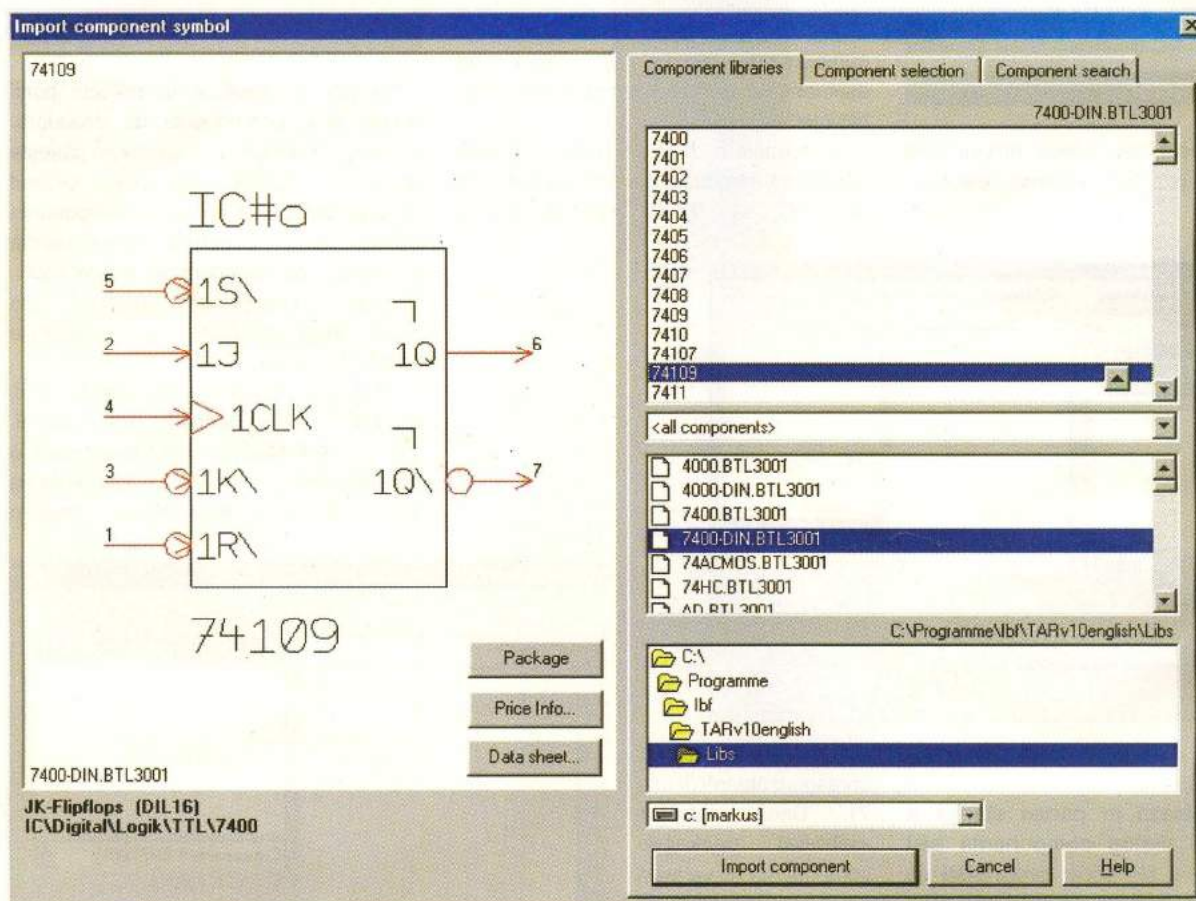 Import component symbol
74109
IC#o
5
1S\
2
1J
1Q
6
4
1CLK
3
1K\
1Q\
7
1
1R\
74109
Package
Price Info...
Data sheet...
7400-DIN.BTL3001
JK-Flipflops (DIL16)
IC\Digital\Logik\TTL\7400
Component libraries
Component selection
Component search
7400-DIN.BTL3001
7400
7401
7402
7403
7404
7405
7406
7407
7408
7409
7410
74107
74109
7411
<all components>
4000.BTL3001
4000-DIN.BTL3001
7400.BTL3001
7400-DIN.BTL3001
74ACMOS.BTL3001
74HC.BTL3001
AD.BTL3001
C:\Programme\Ibf\TARv10english\Libs
C:\
Programme
Ibf
TARv10english
Libs
c: [markus]
Import component
Cancel
Help